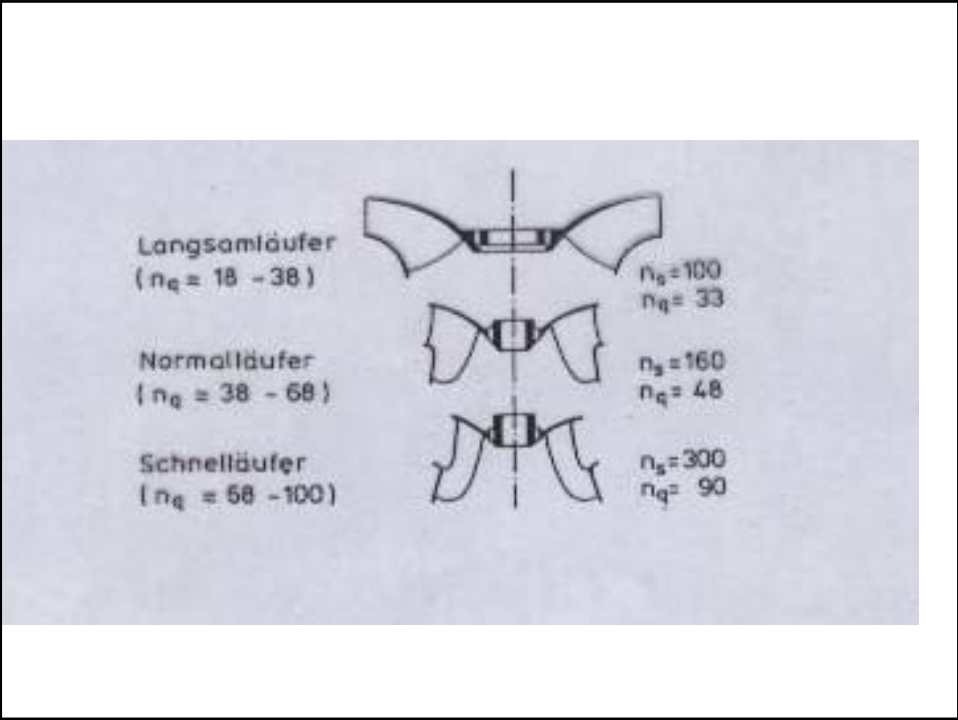 Langsamläufer
( nq = 18 - 38 )
ns = 100
nq = 33
Normalläufer
( nq = 38 - 68 )
ns = 160
nq = 48
Schnelläufer
( nq = 58 - 100 )
ns = 300
nq = 90